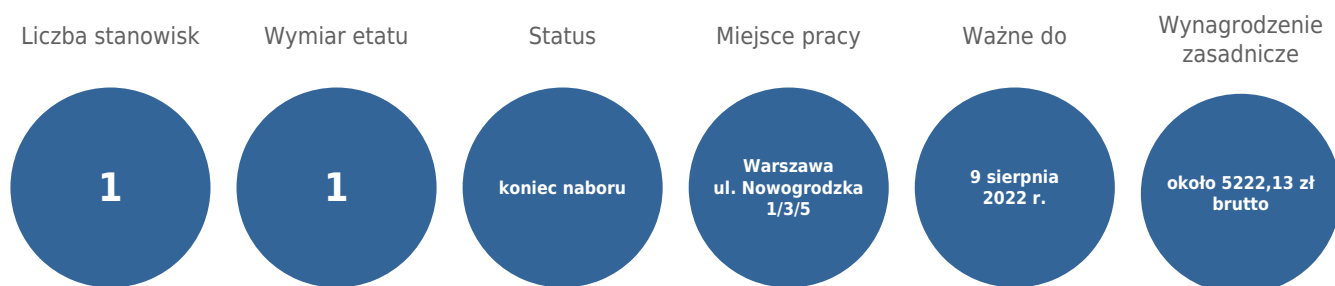 Liczba stanowisk
1
Wymiar etatu
1
Status
koniec naboru
Miejsce pracy
Warszawa
ul. Nowogrodzka
1/3/5
Ważne do
9 sierpnia
2022 r.
Wynagrodzenie
zasadnicze
około 5222,13 zł
brutto